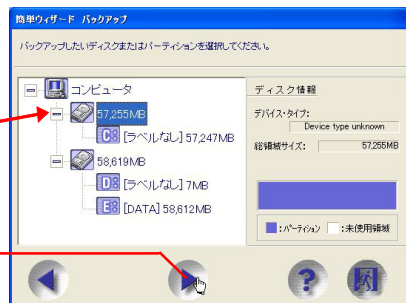 簡単ウィザード バックアップ
バックアップしたいディスクまたはパーティションを選択してください。
コンピュータ
57,255MB
C: [ラベルなし] 57,247MB
58,619MB
D: [ラベルなし] 7MB
E: [DATA] 58,612MB
ディスク情報
デバイス・タイプ:
Device type unknown
総領域サイズ: 57,255MB
:パーティション :未使用領域
?